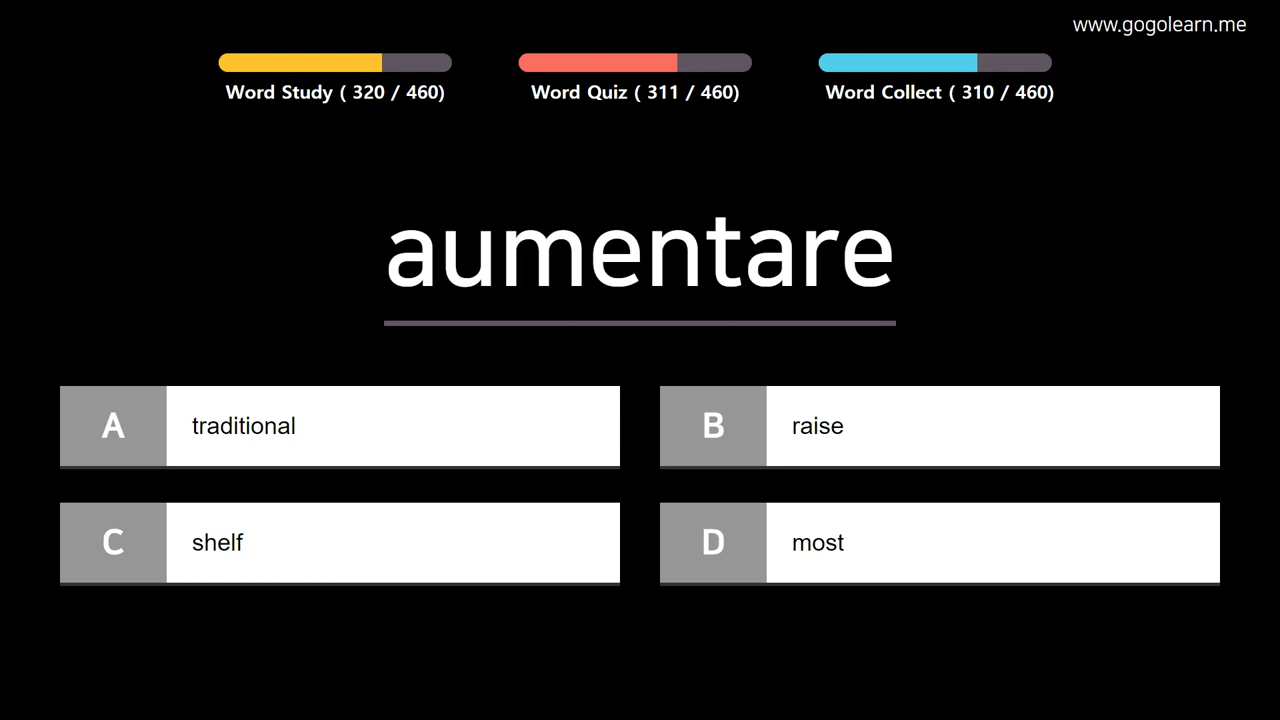 www.gogolearn.me
Word Study ( 320 / 460)
Word Quiz ( 311 / 460)
Word Collect ( 310 / 460)
aumentare
A traditional
B raise
C shelf
D most